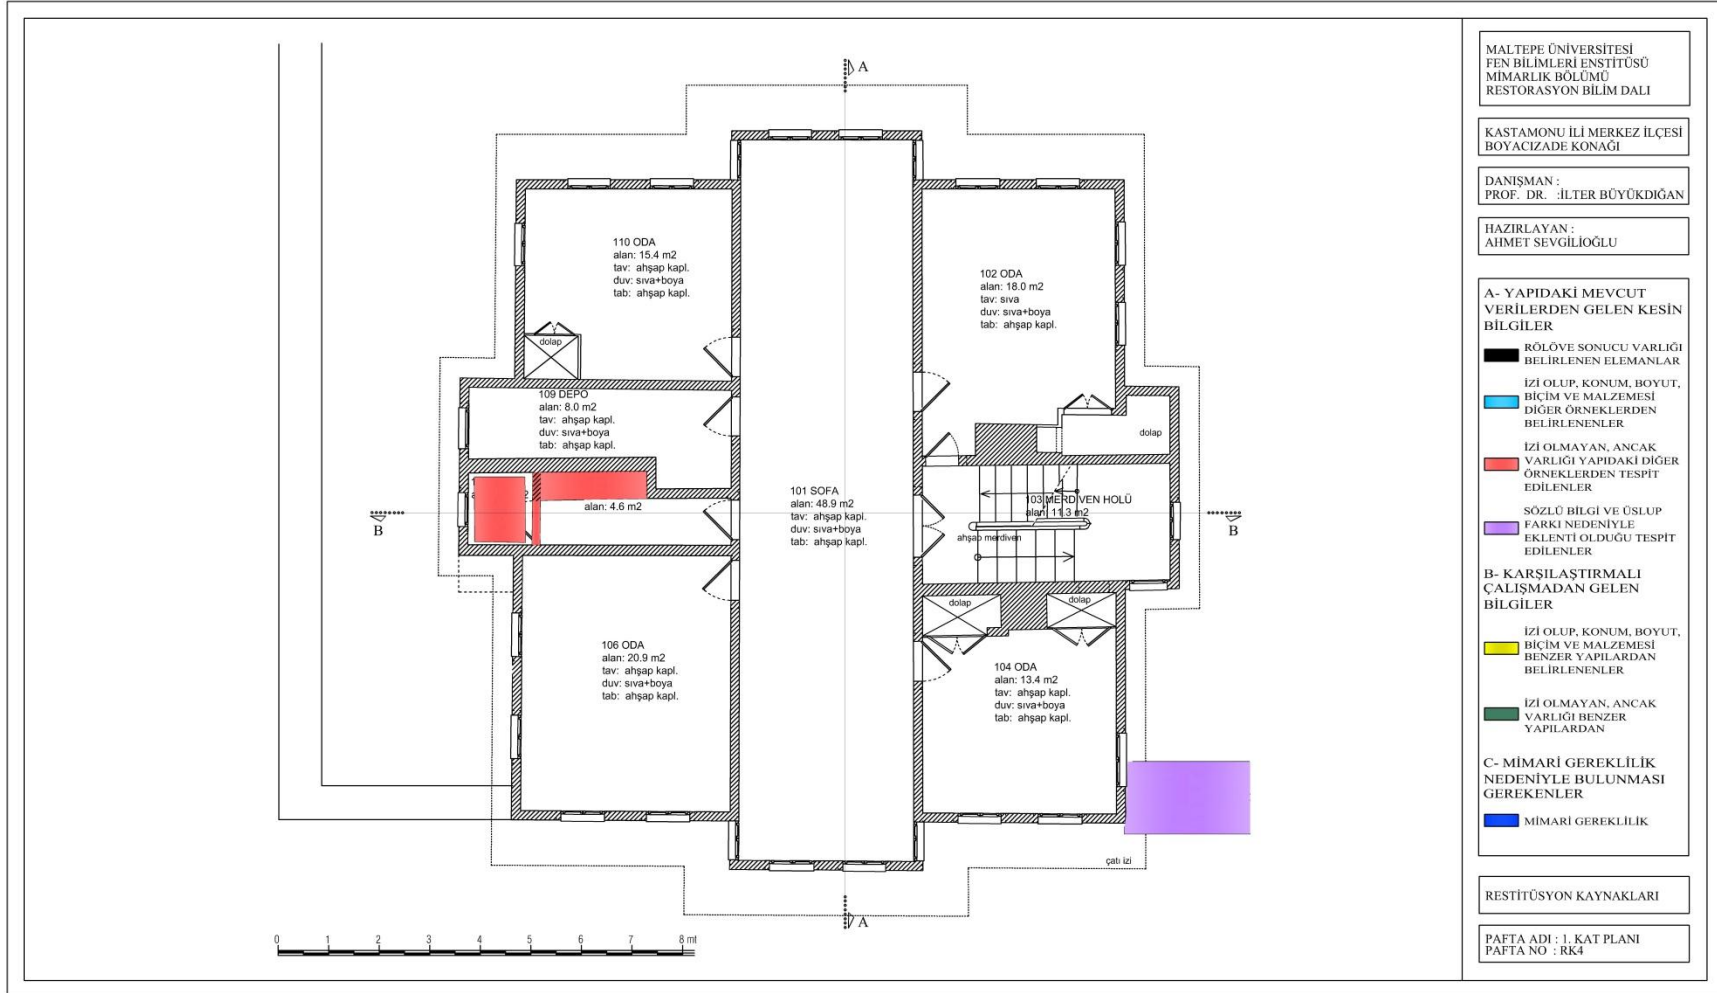 A
110 ODA
alan: 15.4 m2
tav: ahşap kapl.
duv: sıva+boya
tab: ahşap kapl.
dolap
102 ODA
alan: 18.0 m2
tav: sıva
duv: sıva+boya
tab: ahşap kapl.
dolap
109 DEPO
alan: 8.0 m2
tav: ahşap kapl.
duv: sıva+boya
tab: ahşap kapl.
alan: 4.6 m2
101 SOFA
alan: 48.9 m2
tav: ahşap kapl.
duv: sıva+boya
tab: ahşap kapl.
103 MERDİVEN HOLÜ
alan: 11.3 m2
ahşap merdiven
B
B
dolap
dolap
106 ODA
alan: 20.9 m2
tav: ahşap kapl.
duv: sıva+boya
tab: ahşap kapl.
104 ODA
alan: 13.4 m2
tav: ahşap kapl.
duv: sıva+boya
tab: ahşap kapl.
çatı izi
A
0 1 2 3 4 5 6 7 8 mt
MALTEPE ÜNİVERSİTESİ
FEN BİLİMLERİ ENSTİTÜSÜ
MİMARLIK BÖLÜMÜ
RESTORASYON BİLİM DALI
KASTAMONU İLİ MERKEZ İLÇESİ
BOYACIZADE KONAĞI
DANIŞMAN :
PROF. DR. :İLTER BÜYÜKDIĞAN
HAZIRLAYAN :
AHMET SEVGİLİOĞLU
A- YAPIDAKİ MEVCUT
VERİLERDEN GELEN KESİN
BİLGİLER
RÖLÖVE SONUCU VARLIĞI
BELİRLENEN ELEMANLAR
İZİ OLUP, KONUM, BOYUT,
BİÇİM VE MALZEMESİ
DİĞER ÖRNEKLERDEN
BELİRLENENLER
İZİ OLMAYAN, ANCAK
VARLIĞI YAPIDAKİ DİĞER
ÖRNEKLERDEN TESPİT
EDİLENLER
SÖZLÜ BİLGİ VE ÜSLUP
FARKI NEDENİYLE
EKLENTİ OLDUĞU TESPİT
EDİLENLER
B- KARŞILAŞTIRMALI
ÇALIŞMADAN GELEN
BİLGİLER
İZİ OLUP, KONUM, BOYUT,
BİÇİM VE MALZEMESİ
BENZER YAPILARDAN
BELİRLENENLER
İZİ OLMAYAN, ANCAK
VARLIĞI BENZER
YAPILARDAN
C- MİMARİ GEREKLİLİK
NEDENİYLE BULUNMASI
GEREKENLER
MİMARİ GEREKLİLİK
RESTİTÜSYON KAYNAKLARI
PAFTA ADI : 1. KAT PLANI
PAFTA NO : RK4